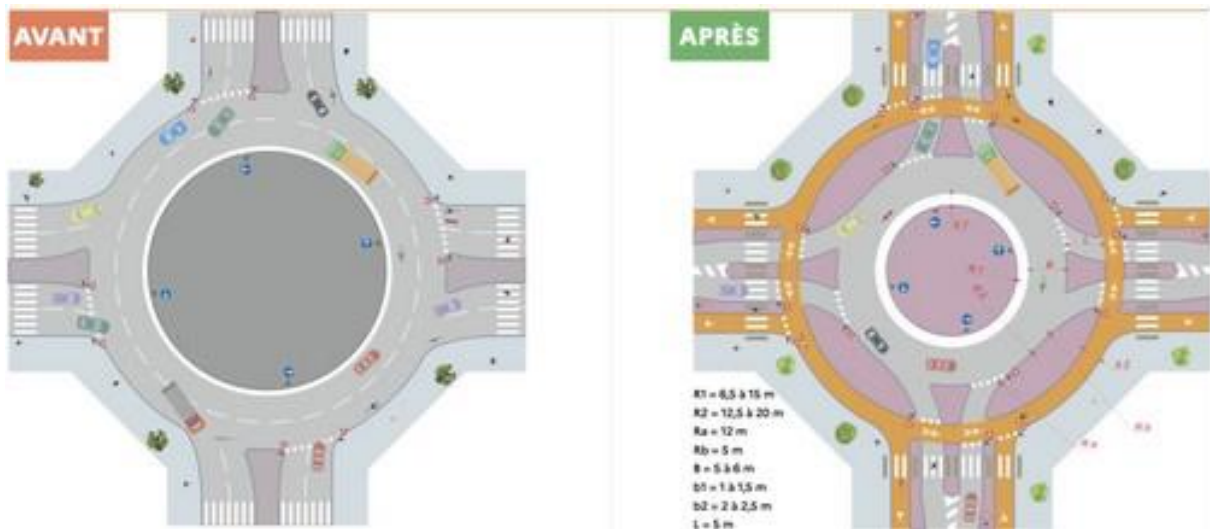 AVANT
APRÈS
R1 = 6,5 à 15 m
R2 = 12,5 à 20 m
Ra = 12 m
Rb = 5 m
B = 5 à 6 m
b1 = 1 à 1,5 m
b2 = 2 à 2,5 m
L = 5 m